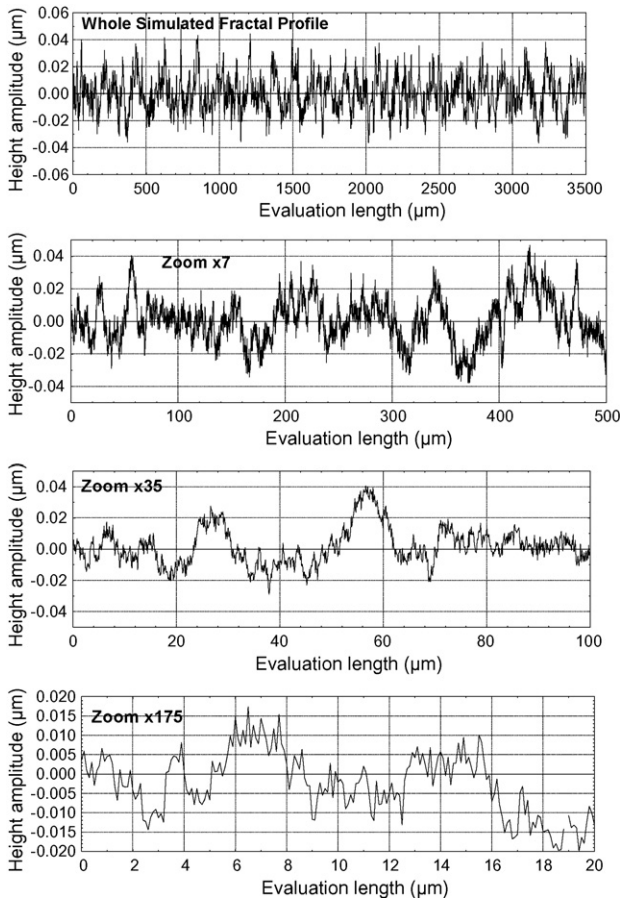 Whole Simulated Fractal Profile
Height amplitude (µm)
0.06
0.04
0.02
0.00
-0.02
-0.04
0.06
0 500 1000 1500 2000 2500 3000 3500
Evaluation length (µm)
Zoom x7
Height amplitude (µm)
0.04
0.02
0.00
-0.02
-0.04
0 100 200 300 400 500
Evaluation length (µm)
Zoom x35
Height amplitude (µm)
0.04
0.02
0.00
-0.02
-0.04
0 20 40 60 80 100
Evaluation length (µm)
Zoom x175
Height amplitude (µm)
0.020
0.015
0.010
0.005
0.000
-0.005
-0.010
-0.015
-0.020
0 2 4 6 8 10 12 14 16 18 20
Evaluation length (µm)